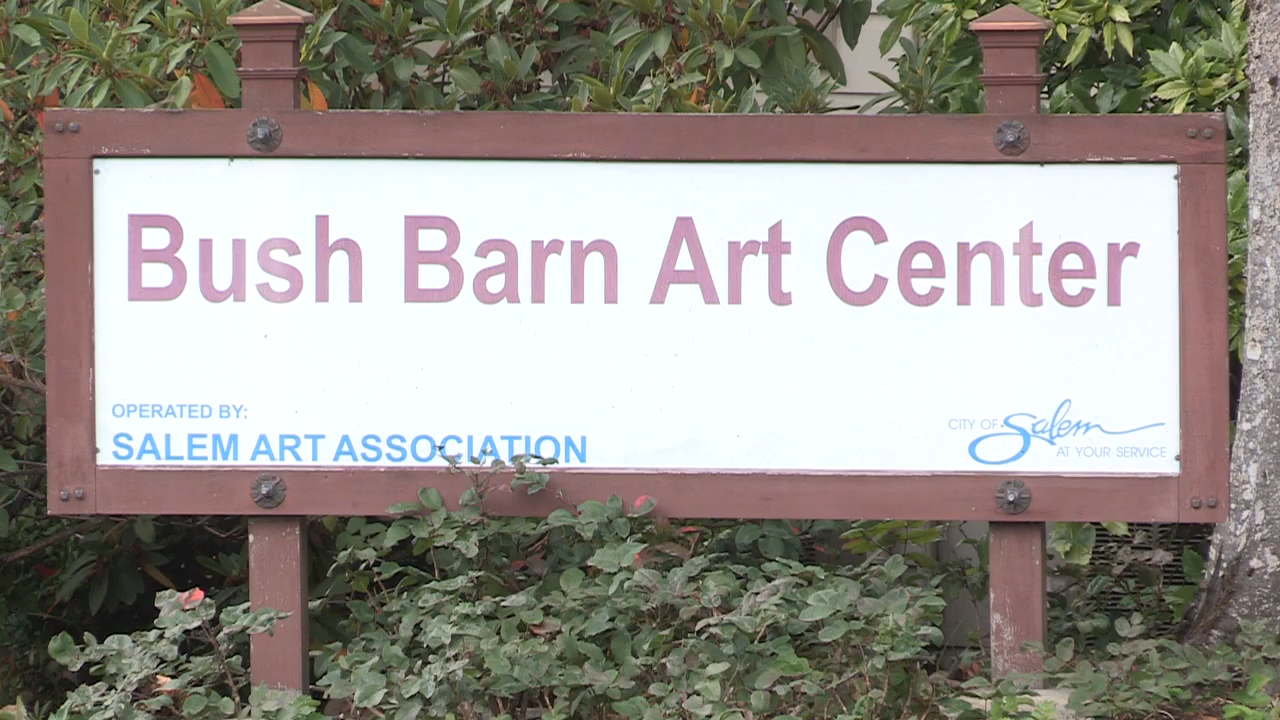 Bush Barn Art Center
OPERATED BY:
SALEM ART ASSOCIATION
CITY OF Salem
AT YOUR SERVICE